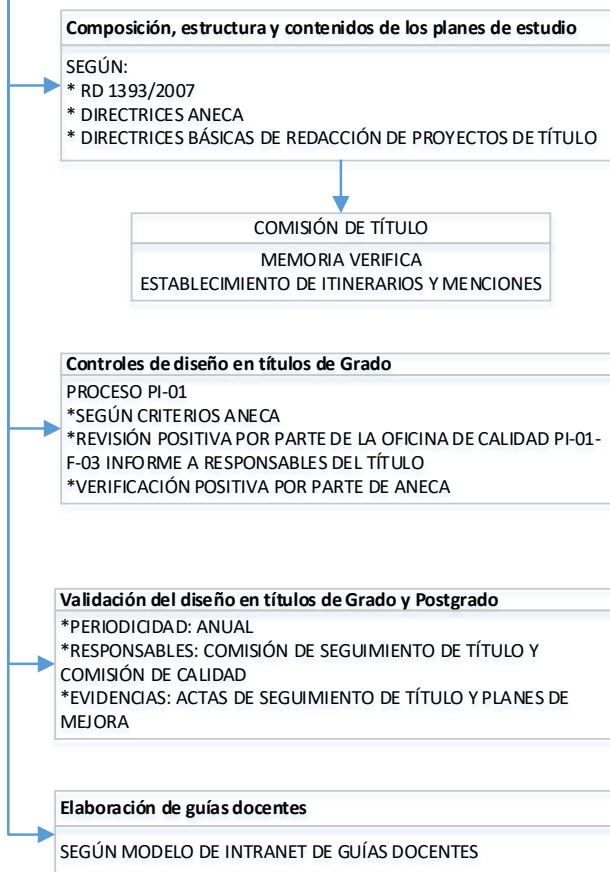 Composición, estructura y contenidos de los planes de estudio
SEGÚN:
* RD 1393/2007
* DIRECTRICES ANECA
* DIRECTRICES BÁSICAS DE REDACCIÓN DE PROYECTOS DE TÍTULO
COMISIÓN DE TÍTULO
MEMORIA VERIFICA
ESTABLECIMIENTO DE ITINERARIOS Y MENCIONES
Controles de diseño en títulos de Grado
PROCESO PI-01
*SEGÚN CRITERIOS ANECA
*REVISIÓN POSITIVA POR PARTE DE LA OFICINA DE CALIDAD PI-01-
F-03 INFORME A RESPONSABLES DEL TÍTULO
*VERIFICACIÓN POSITIVA POR PARTE DE ANECA
Validación del diseño en títulos de Grado y Postgrado
*PERIODICIDAD: ANUAL
*RESPONSABLES: COMISIÓN DE SEGUIMIENTO DE TÍTULO Y
COMISIÓN DE CALIDAD
*EVIDENCIAS: ACTAS DE SEGUIMIENTO DE TÍTULO Y PLANES DE
MEJORA
Elaboración de guías docentes
SEGÚN MODELO DE INTRANET DE GUÍAS DOCENTES